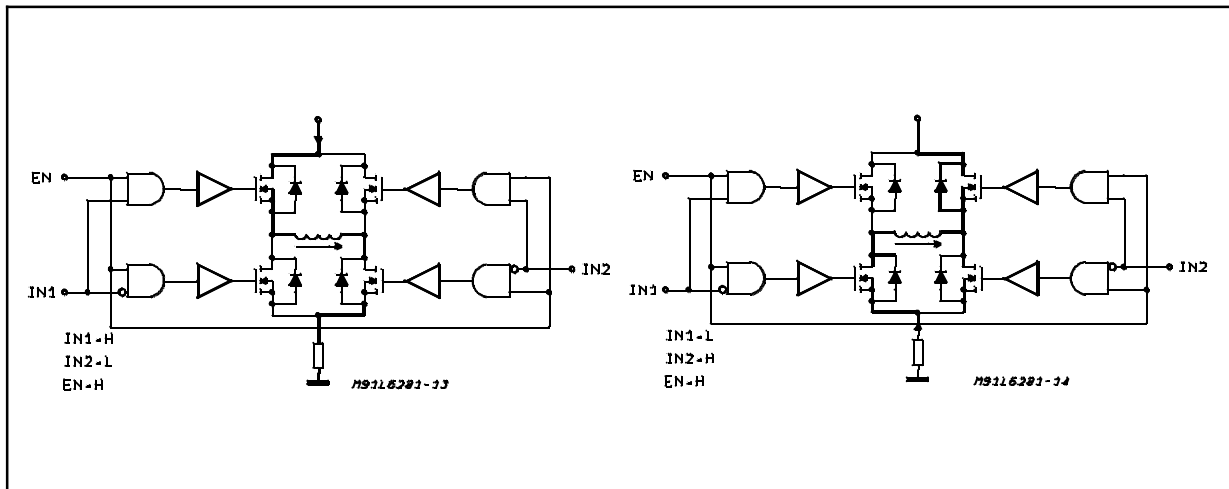 EN
IN1
IN2
IN1=H
IN2=L
EN=H
M91L6281-13
EN
IN1
IN2
IN1=L
IN2=H
EN=H
M91L6281-14